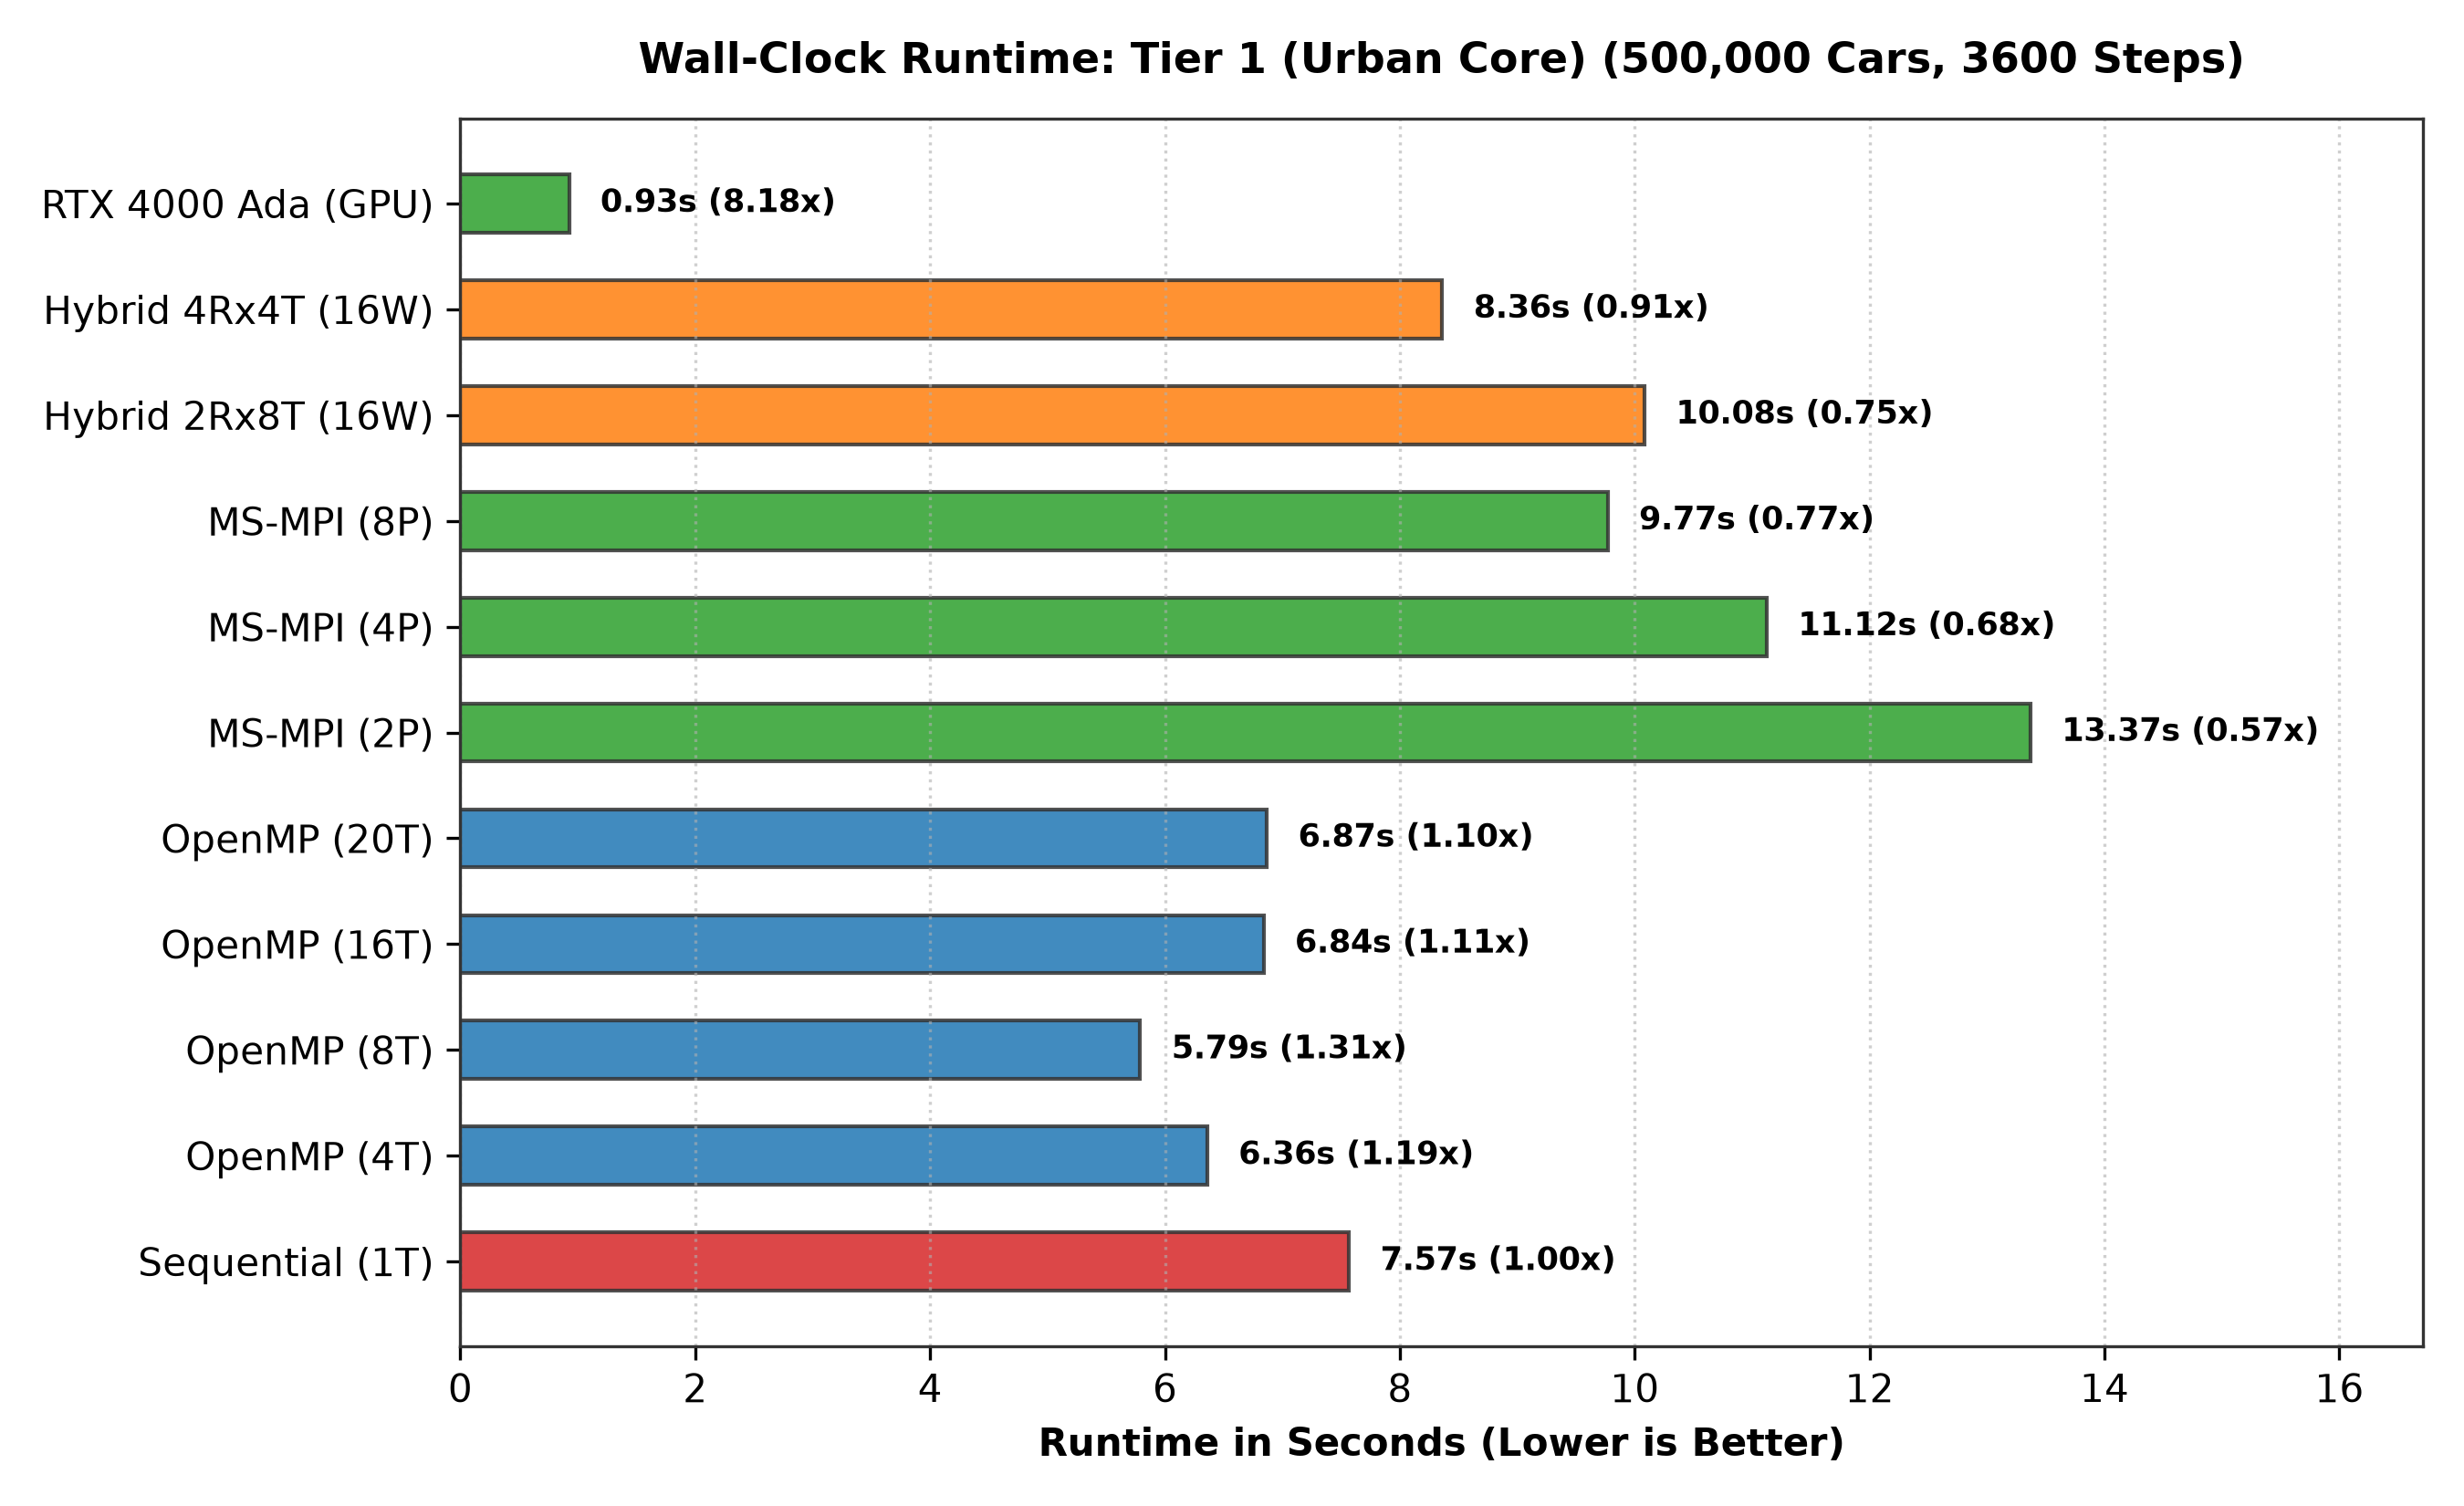 Wall-Clock Runtime: Tier 1 (Urban Core) (500,000 Cars, 3600 Steps)
RTX 4000 Ada (GPU) 0.93s (8.18x)
Hybrid 4Rx4T (16W) 8.36s (0.91x)
Hybrid 2Rx8T (16W) 10.08s (0.75x)
MS-MPI (8P) 9.77s (0.77x)
MS-MPI (4P) 11.12s (0.68x)
MS-MPI (2P) 13.37s (0.57x)
OpenMP (20T) 6.87s (1.10x)
OpenMP (16T) 6.84s (1.11x)
OpenMP (8T) 5.79s (1.31x)
OpenMP (4T) 6.36s (1.19x)
Sequential (1T) 7.57s (1.00x)
0 2 4 6 8 10 12 14 16
Runtime in Seconds (Lower is Better)